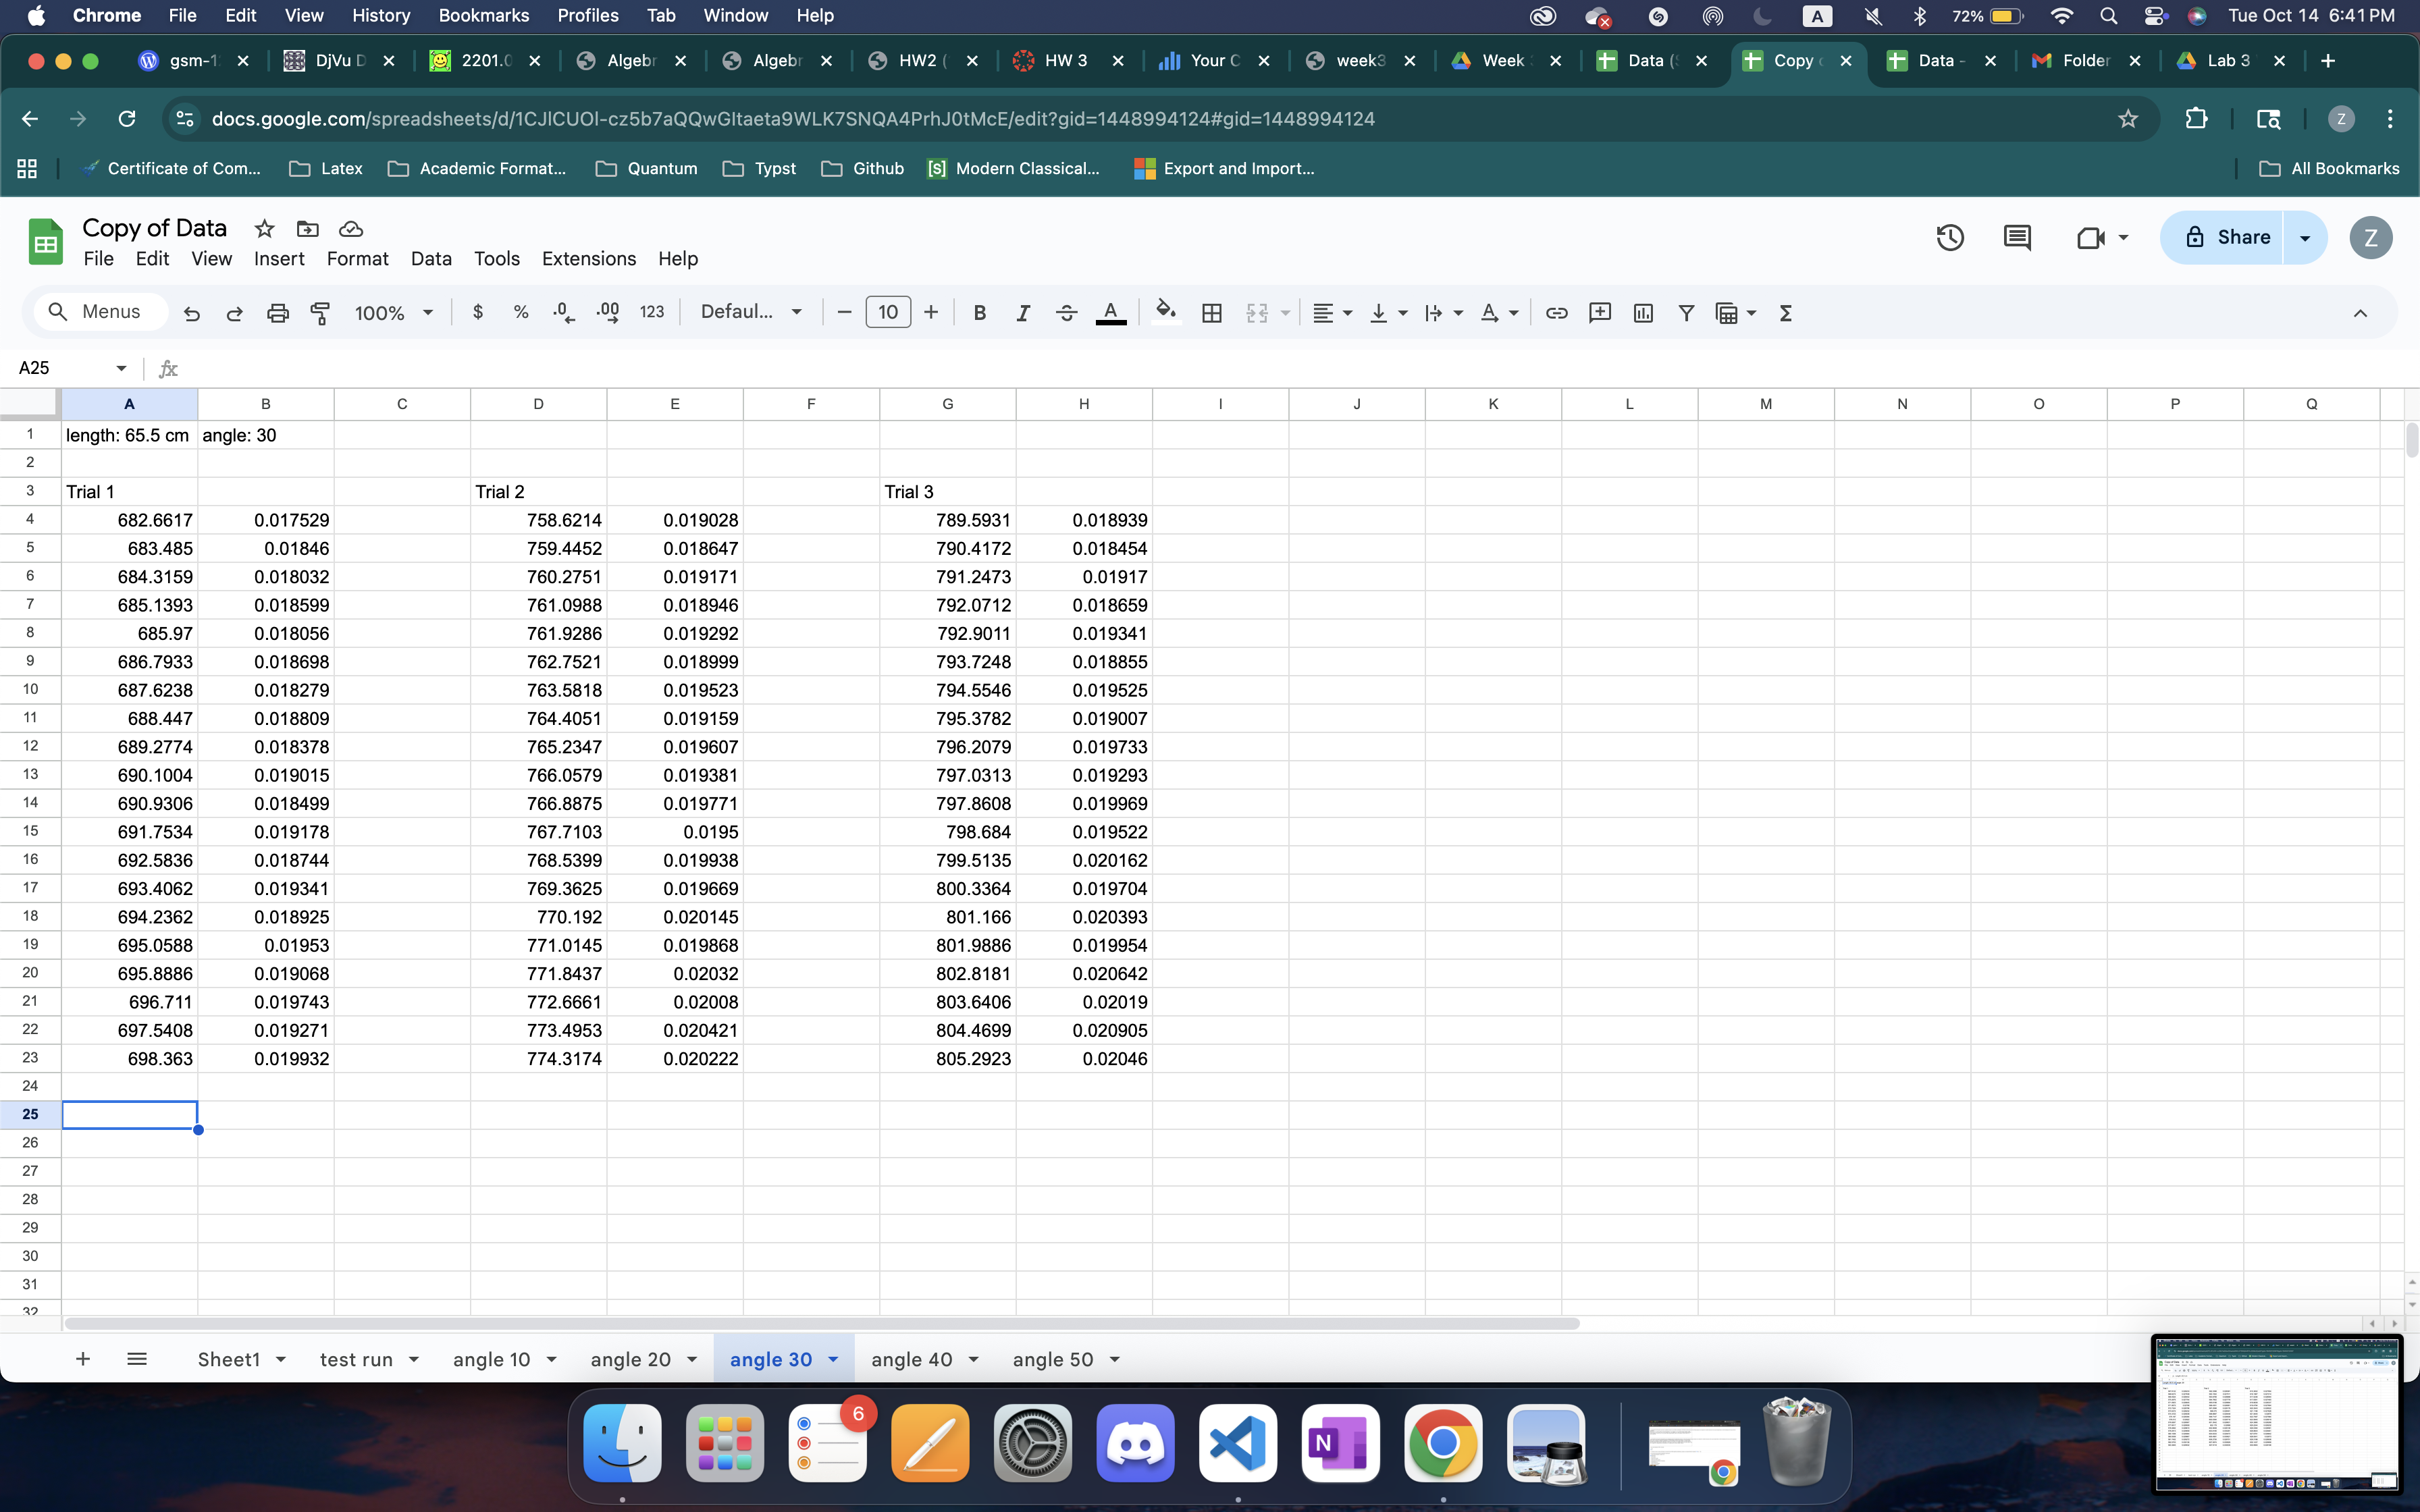 Chrome File Edit View History Bookmarks Profiles Tab Window Help A 72% Tue Oct 14 6:41 PM
gsm-1 DjVu D 2201.0 Algebr Algebr HW2 ( HW 3 Your C week3 Week Data ( Copy Data - Folder Lab 3
docs.google.com/spreadsheets/d/1CJlCUOl-cz5b7aQQwGltaeta9WLK7SNQA4PrhJ0tMcE/edit?gid=1448994124#gid=1448994124 Z
Certificate of Com... Latex Academic Format... Quantum Typst Github [S] Modern Classical... Export and Import... All Bookmarks
Copy of Data
File Edit View Insert Format Data Tools Extensions Help
Share Z
Menus 100% $ % .0 .00 123 Defaul... 10 B I A
A25 fx
A B C D E F G H I J K L M N O P Q
1 length: 65.5 cm angle: 30
2
3 Trial 1 Trial 2 Trial 3
4 682.6617 0.017529 758.6214 0.019028 789.5931 0.018939
5 683.485 0.01846 759.4452 0.018647 790.4172 0.018454
6 684.3159 0.018032 760.2751 0.019171 791.2473 0.01917
7 685.1393 0.018599 761.0988 0.018946 792.0712 0.018659
8 685.97 0.018056 761.9286 0.019292 792.9011 0.019341
9 686.7933 0.018698 762.7521 0.018999 793.7248 0.018855
10 687.6238 0.018279 763.5818 0.019523 794.5546 0.019525
11 688.447 0.018809 764.4051 0.019159 795.3782 0.019007
12 689.2774 0.018378 765.2347 0.019607 796.2079 0.019733
13 690.1004 0.019015 766.0579 0.019381 797.0313 0.019293
14 690.9306 0.018499 766.8875 0.019771 797.8608 0.019969
15 691.7534 0.019178 767.7103 0.0195 798.684 0.019522
16 692.5836 0.018744 768.5399 0.019938 799.5135 0.020162
17 693.4062 0.019341 769.3625 0.019669 800.3364 0.019704
18 694.2362 0.018925 770.192 0.020145 801.166 0.020393
19 695.0588 0.01953 771.0145 0.019868 801.9886 0.019954
20 695.8886 0.019068 771.8437 0.02032 802.8181 0.020642
21 696.711 0.019743 772.6661 0.02008 803.6406 0.02019
22 697.5408 0.019271 773.4953 0.020421 804.4699 0.020905
23 698.363 0.019932 774.3174 0.020222 805.2923 0.02046
24
25
26
27
28
29
30
31
32
Sheet1 test run angle 10 angle 20 angle 30 angle 40 angle 50
6
N